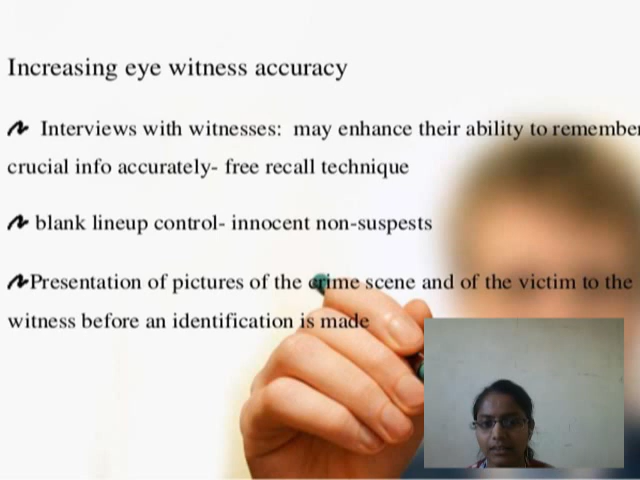 Increasing eye witness accuracy
Interviews with witnesses: may enhance their ability to remember
crucial info accurately- free recall technique
blank lineup control- innocent non-suspects
Presentation of pictures of the crime scene and of the victim to the
witness before an identification is made